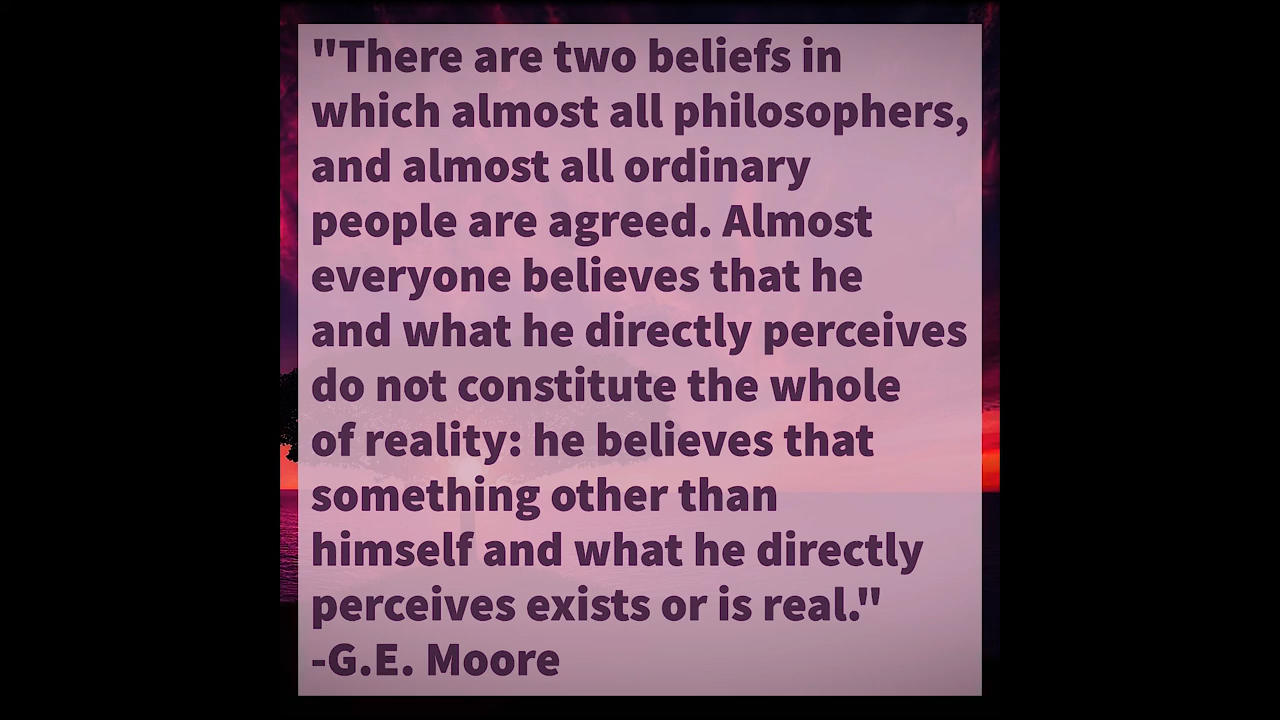 "There are two beliefs in
which almost all philosophers,
and almost all ordinary
people are agreed. Almost
everyone believes that he
and what he directly perceives
do not constitute the whole
of reality: he believes that
something other than
himself and what he directly
perceives exists or is real."
-G.E. Moore